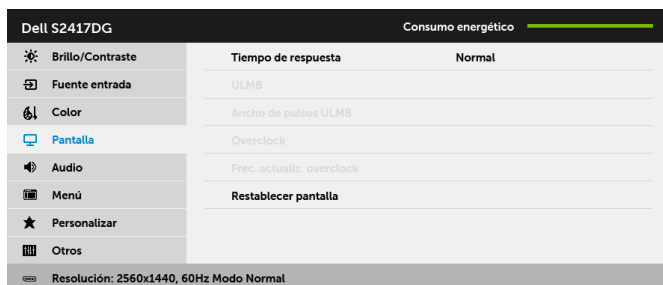 Dell S2417DG Consumo energético
Brillo/Contraste Tiempo de respuesta Normal
Fuente entrada ULMB
Color Ancho de pulsos ULMB
Pantalla Overclock
Audio Frec. actualiz. overclock
Menú Restablecer pantalla
Personalizar
Otros
Resolución: 2560x1440, 60Hz Modo Normal